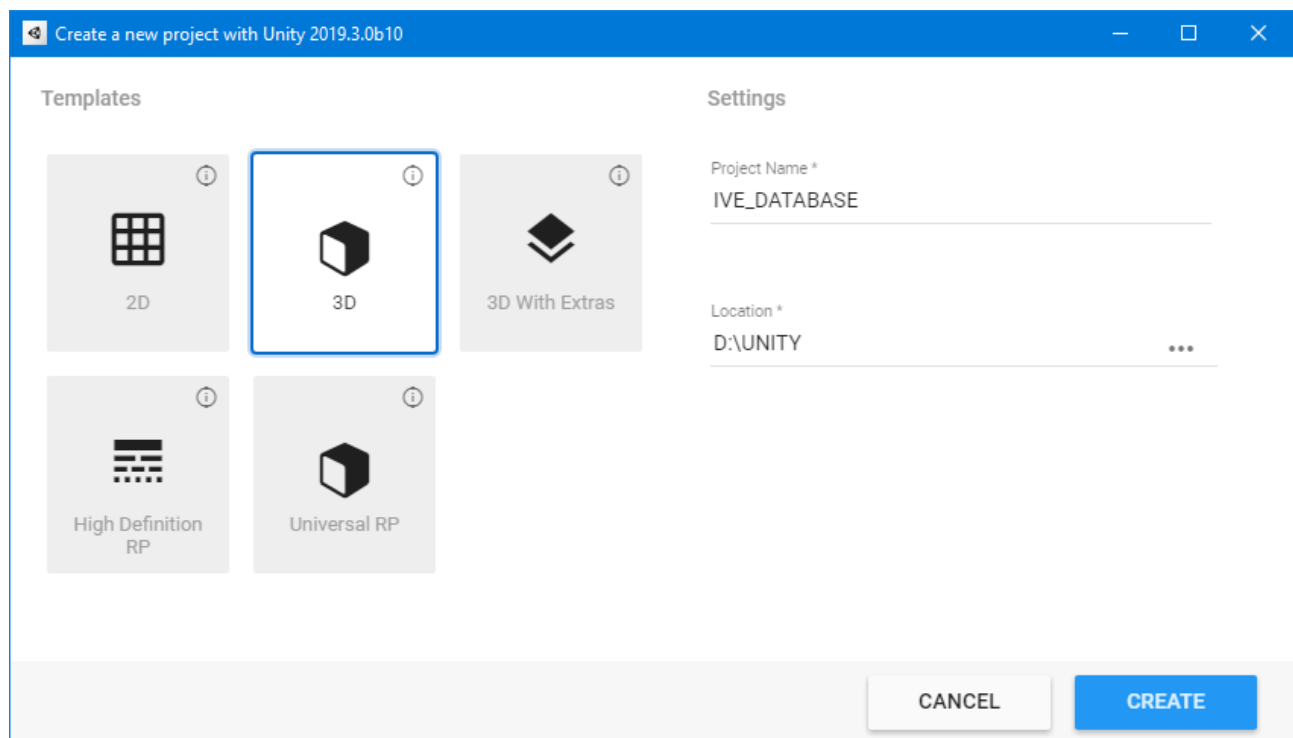 Create a new project with Unity 2019.3.0b10
Templates
Settings
2D
3D
3D With Extras
High Definition
RP
Universal RP
Project Name *
IVE_DATABASE
Location *
D:\UNITY
CANCEL
CREATE